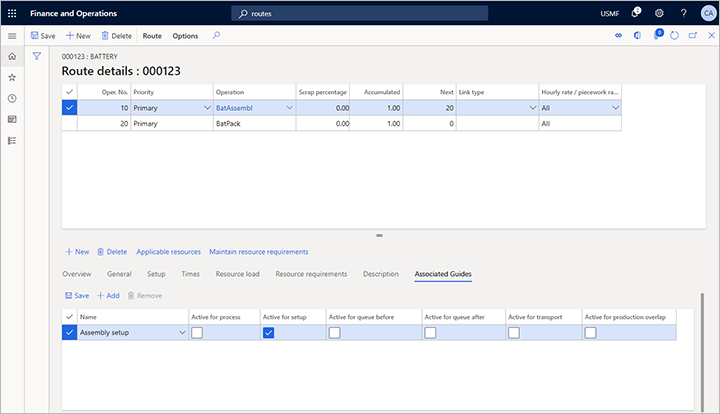 Finance and Operations
routes
USMF
2
?
CA
Save
New
Delete
Route
Options
0
000123 : BATTERY
Route details : 000123
Oper. No. Priority Operation Scrap percentage Accumulated Next Link type Hourly rate / piecework ra...
10 Primary BatAssembl 0.00 1.00 20 All
20 Primary BatPack 0.00 1.00 0 All
New Delete Applicable resources Maintain resource requirements
Overview General Setup Times Resource load Resource requirements Description Associated Guides
Save Add Remove
Name Active for process Active for setup Active for queue before Active for queue after Active for transport Active for production overlap
Assembly setup